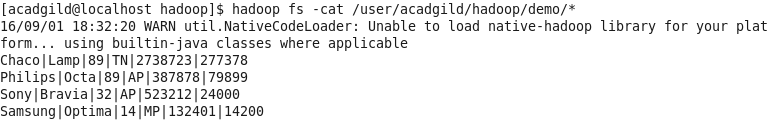 [acadgild@localhost hadoop]$ hadoop fs -cat /user/acadgild/hadoop/demo/*
16/09/01 18:32:20 WARN util.NativeCodeLoader: Unable to load native-hadoop library for your plat
form... using builtin-java classes where applicable
Chaco|Lamp|89|TN|2738723|277378
Philips|Octa|89|AP|387878|79899
Sony|Bravia|32|AP|523212|24000
Samsung|Optima|14|MP|132401|14200